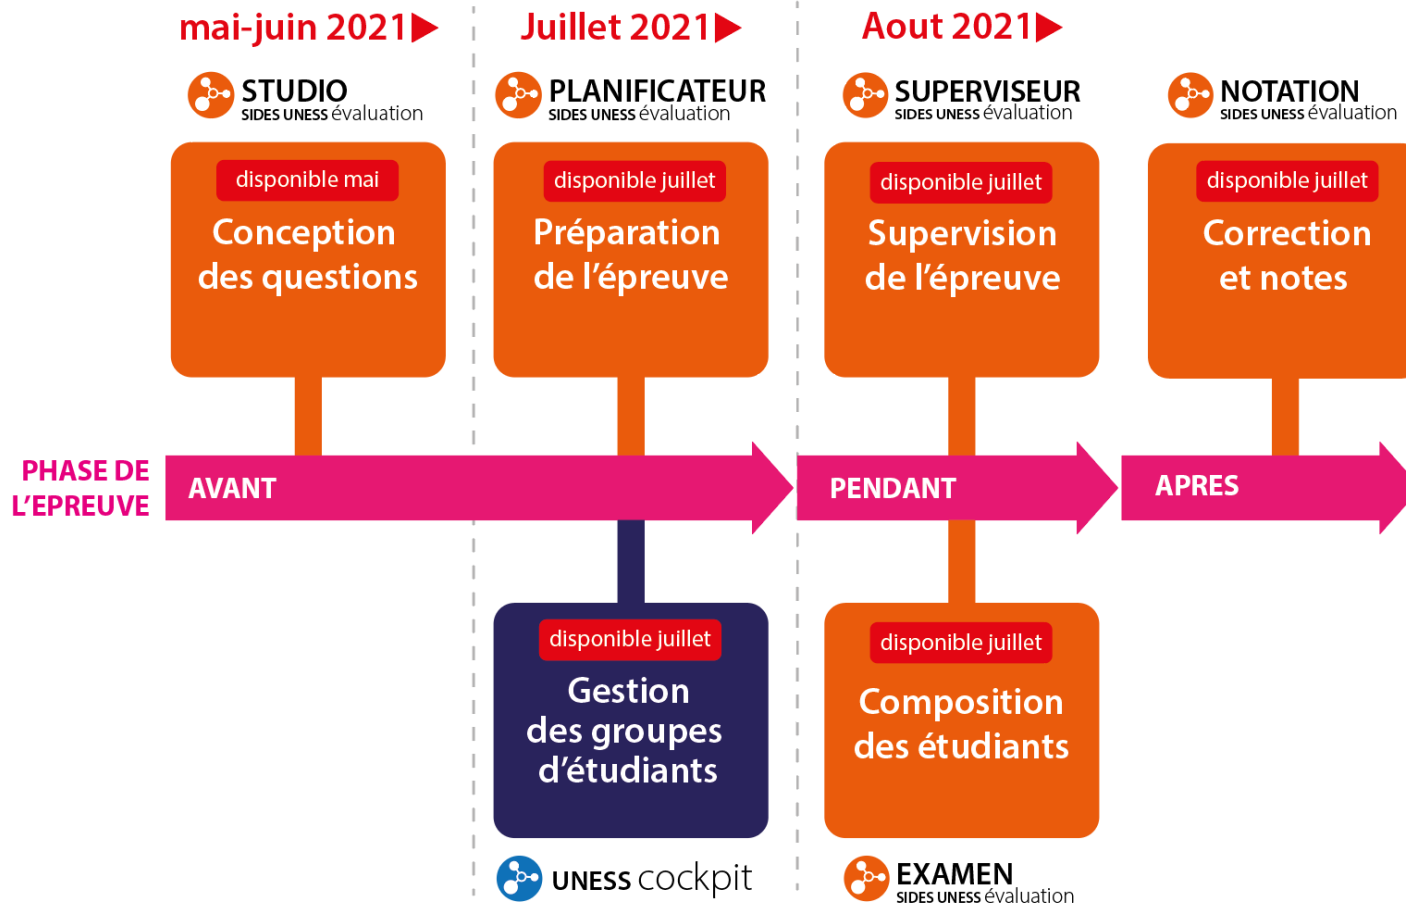 mai-juin 2021
Juillet 2021
Aout 2021
STUDIO
SIDES UNESS évaluation
PLANIFICATEUR
SIDES UNESS évaluation
SUPERVISEUR
SIDES UNESS évaluation
NOTATION
SIDES UNESS évaluation
disponible mai
Conception
des questions
disponible juillet
Préparation
de l'épreuve
disponible juillet
Supervision
de l'épreuve
disponible juillet
Correction
et notes
PHASE DE
L'EPREUVE
AVANT
PENDANT
APRES
disponible juillet
Gestion
des groupes
d'étudiants
disponible juillet
Composition
des étudiants
UNESS cockpit
EXAMEN
SIDES UNESS évaluation